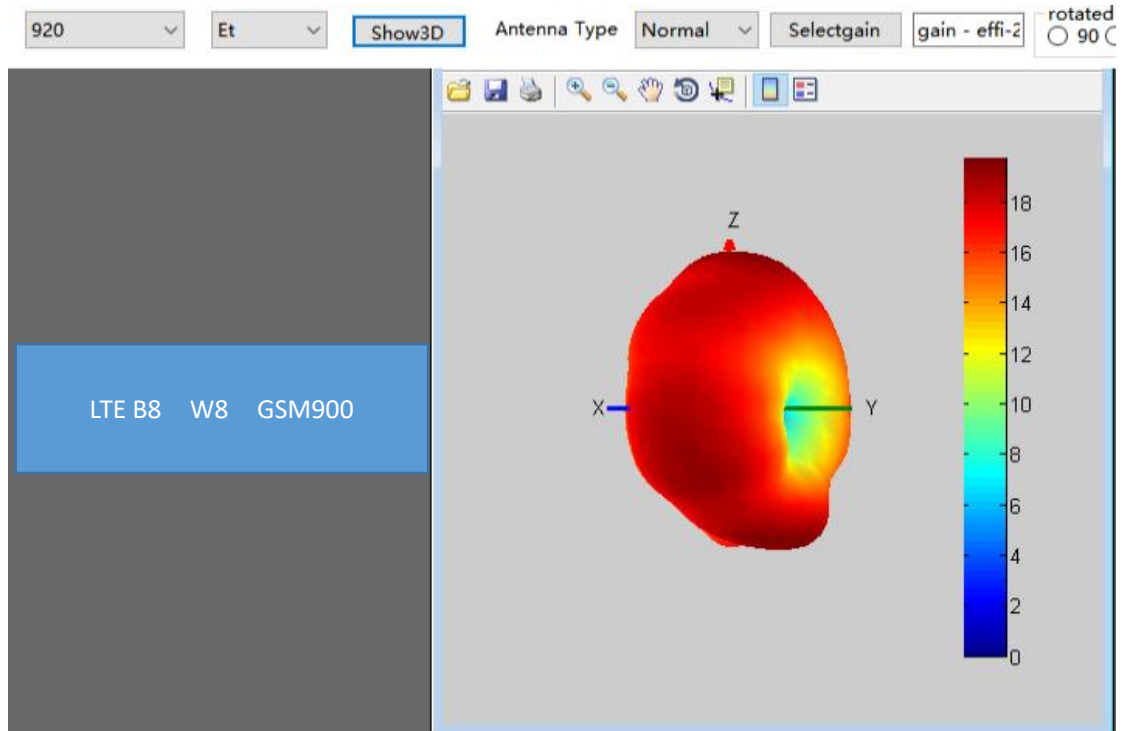 920 Et Show3D Antenna Type Normal Selectgain gain - effi-2 rotated
90
18
Z
16
14
12
LTE B8 W8 GSM900
X Y
10
8
6
4
2
0